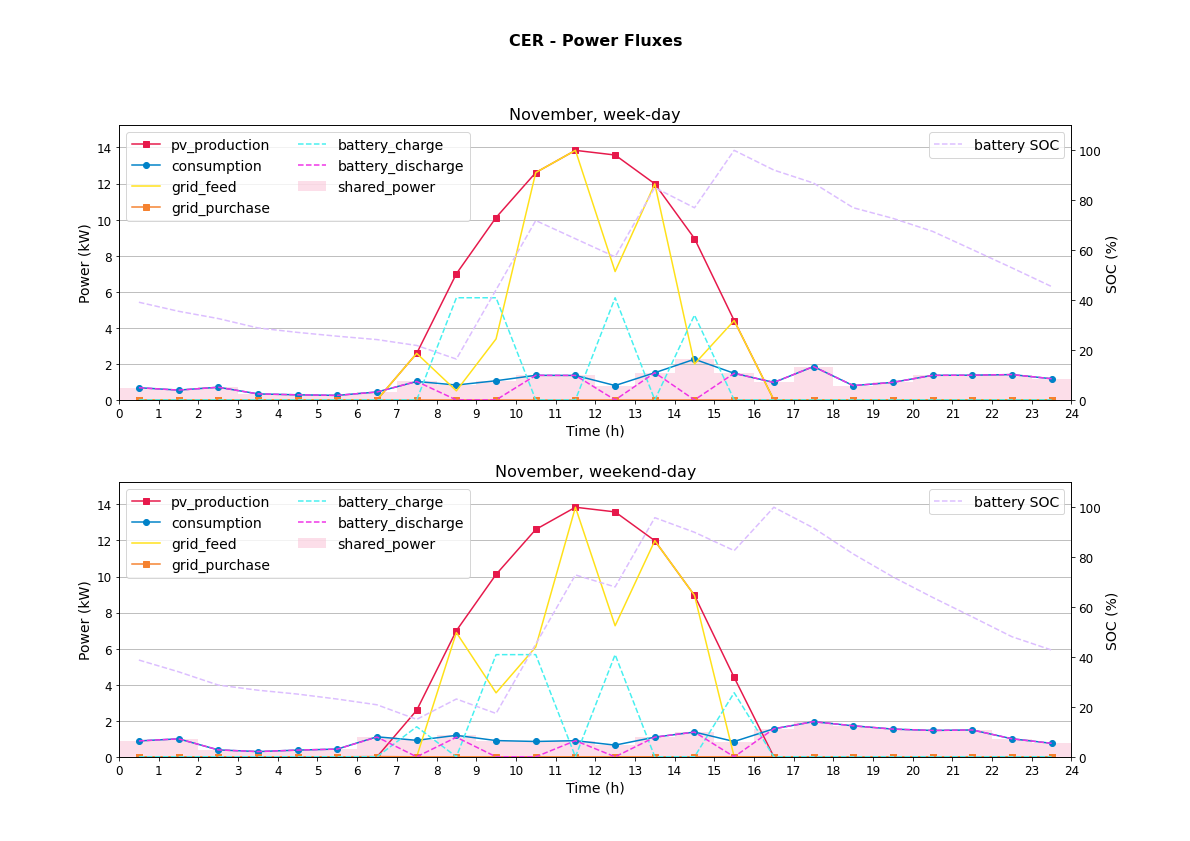 CER - Power Fluxes
November, week-day
pv_production
consumption
grid_feed
grid_purchase
battery_charge
battery_discharge
shared_power
battery SOC
Power (kW)
14
12
10
8
6
4
2
0
100
80
60
40
20
0
SOC (%)
0 1 2 3 4 5 6 7 8 9 10 11 12 13 14 15 16 17 18 19 20 21 22 23 24
Time (h)
November, weekend-day
pv_production
consumption
grid_feed
grid_purchase
battery_charge
battery_discharge
shared_power
battery SOC
Power (kW)
14
12
10
8
6
4
2
0
100
80
60
40
20
0
SOC (%)
0 1 2 3 4 5 6 7 8 9 10 11 12 13 14 15 16 17 18 19 20 21 22 23 24
Time (h)